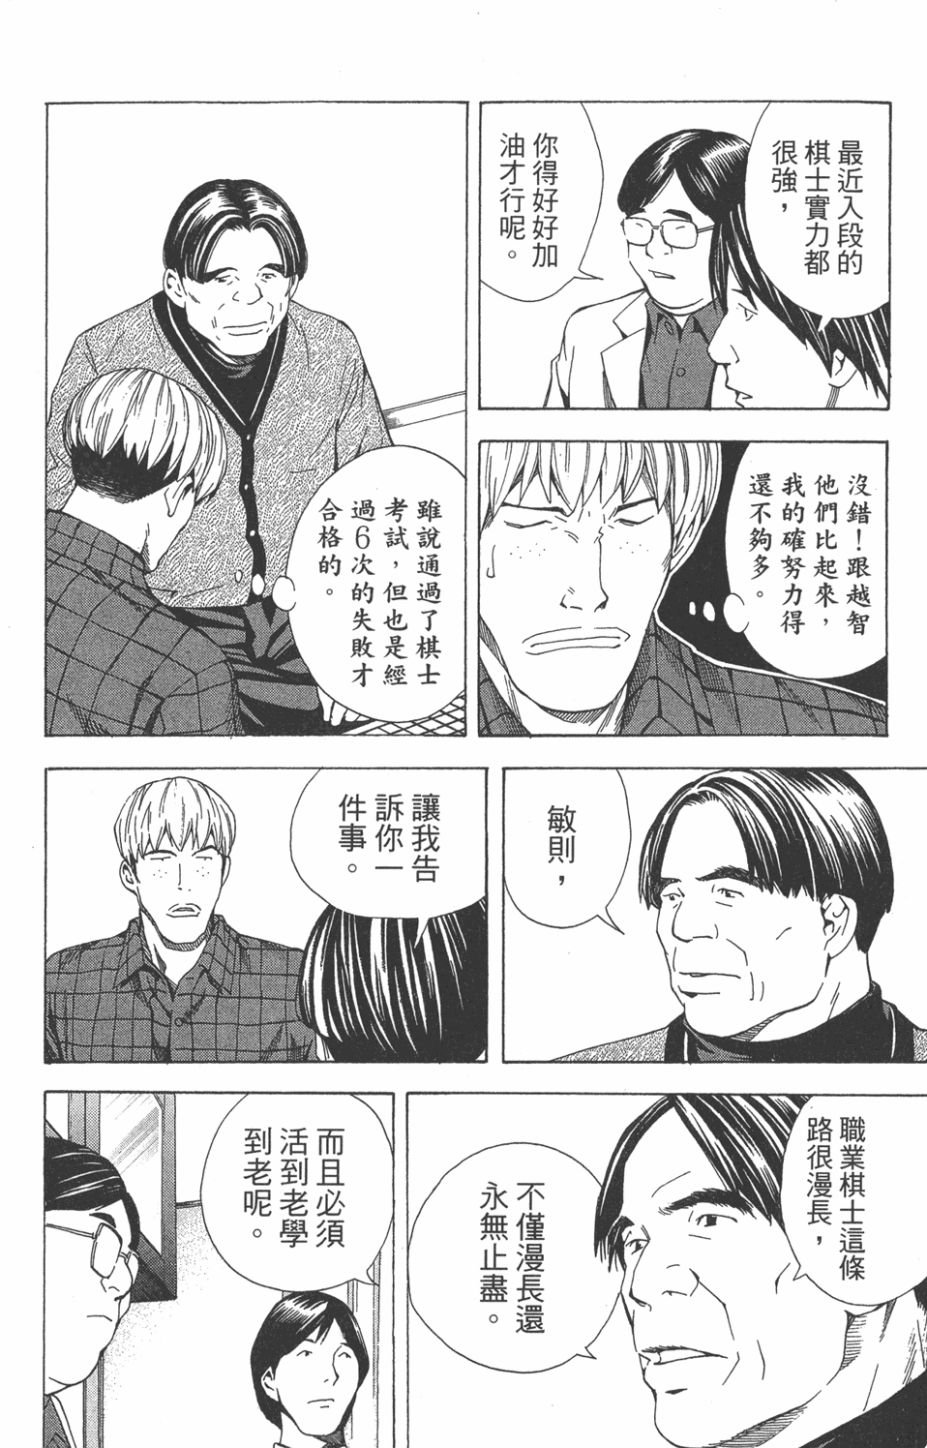 最近入段的
棋士實力都
很強，
你得好好加
油才行呢。
沒錯！跟越智
他們比起來，
我的確努力得
還不夠多。
雖說通過了棋士
考試，但也是經
過6次的失敗才
合格的。
敏則，
讓我告
訴你一
件事。
職業棋士這條
路很漫長，
不僅漫長還
永無止盡。
而且必須
活到老學
到老呢。